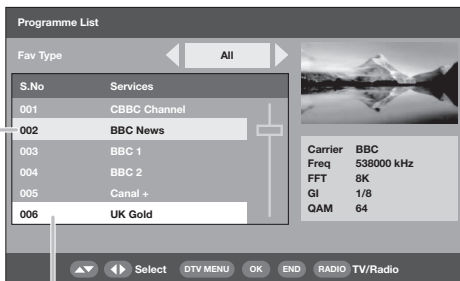 Programme List
Fav Type All
S.No Services
001 CBBC Channel
002 BBC News
003 BBC 1
004 BBC 2
005 Canal +
006 UK Gold
Carrier BBC
Freq 538000 kHz
FFT 8K
GI 1/8
QAM 64
Select DTV MENU OK END RADIO TV/Radio